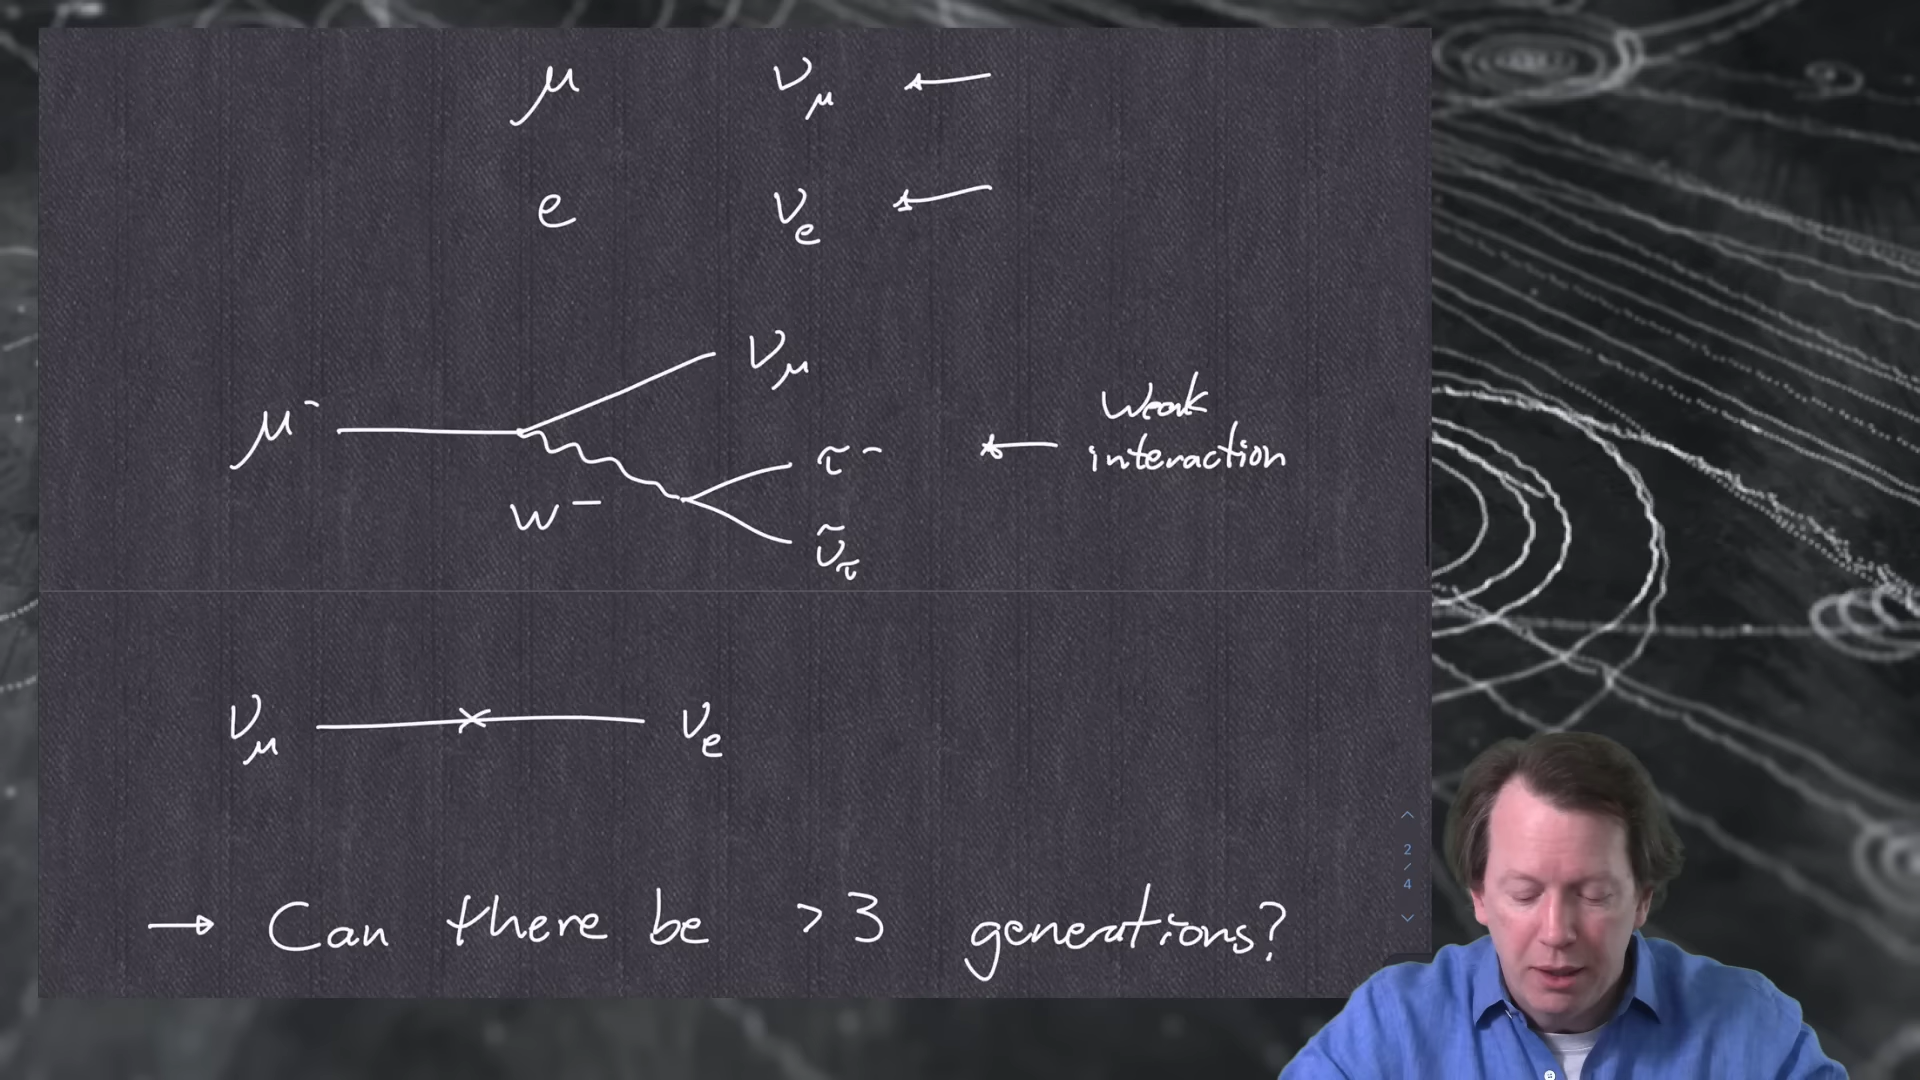 μ ν_μ ←
e ν_e ←
μ⁻ ν_μ
W⁻ τ⁻
ν̃_τ
← Weak
interaction
ν_μ × ν_e
2
/
4
→ Can there be >3 generations?